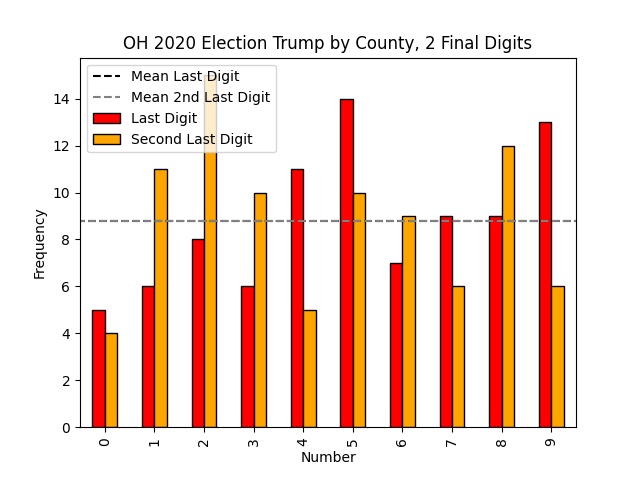 OH 2020 Election Trump by County, 2 Final Digits
Mean Last Digit
Mean 2nd Last Digit
Last Digit
Second Last Digit
Frequency
14
12
10
8
6
4
2
0
0 1 2 3 4 5 6 7 8 9
Number